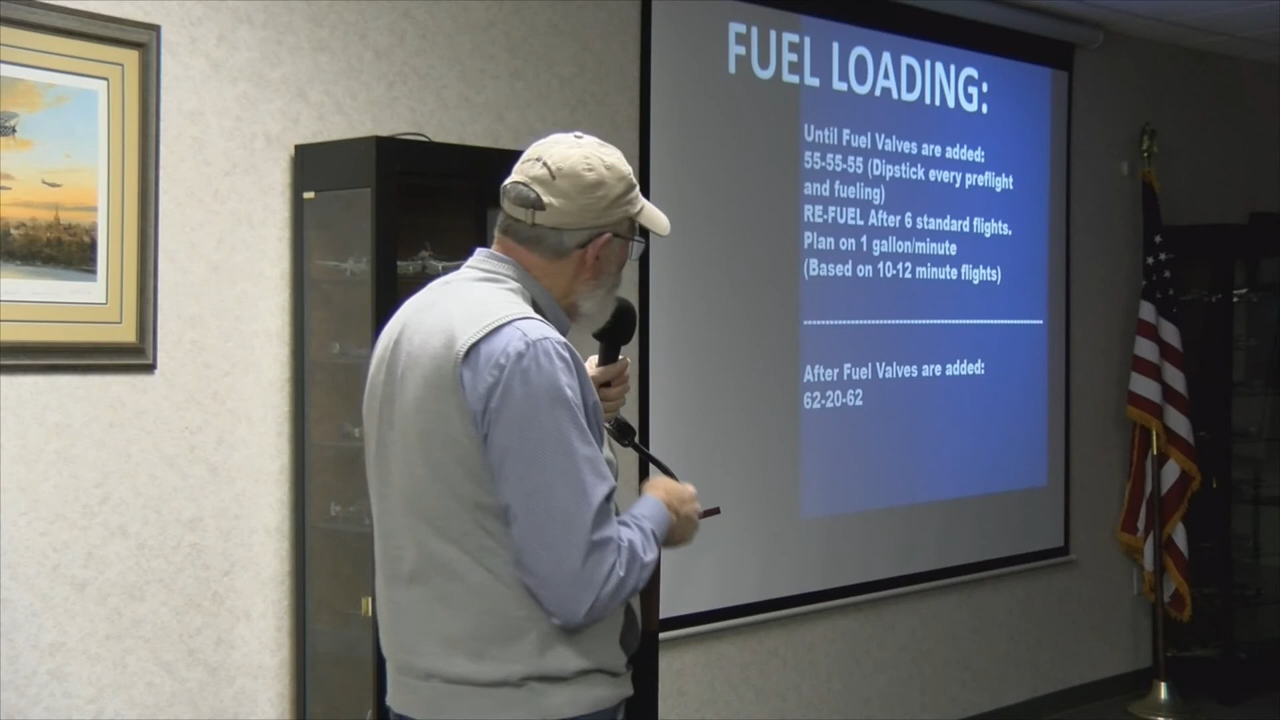 FUEL LOADING:
Until Fuel Valves are added:
55-55-55 (Dipstick every preflight
and fueling)
RE-FUEL After 6 standard flights.
Plan on 1 gallon/minute
(Based on 10-12 minute flights)
After Fuel Valves are added:
62-20-62